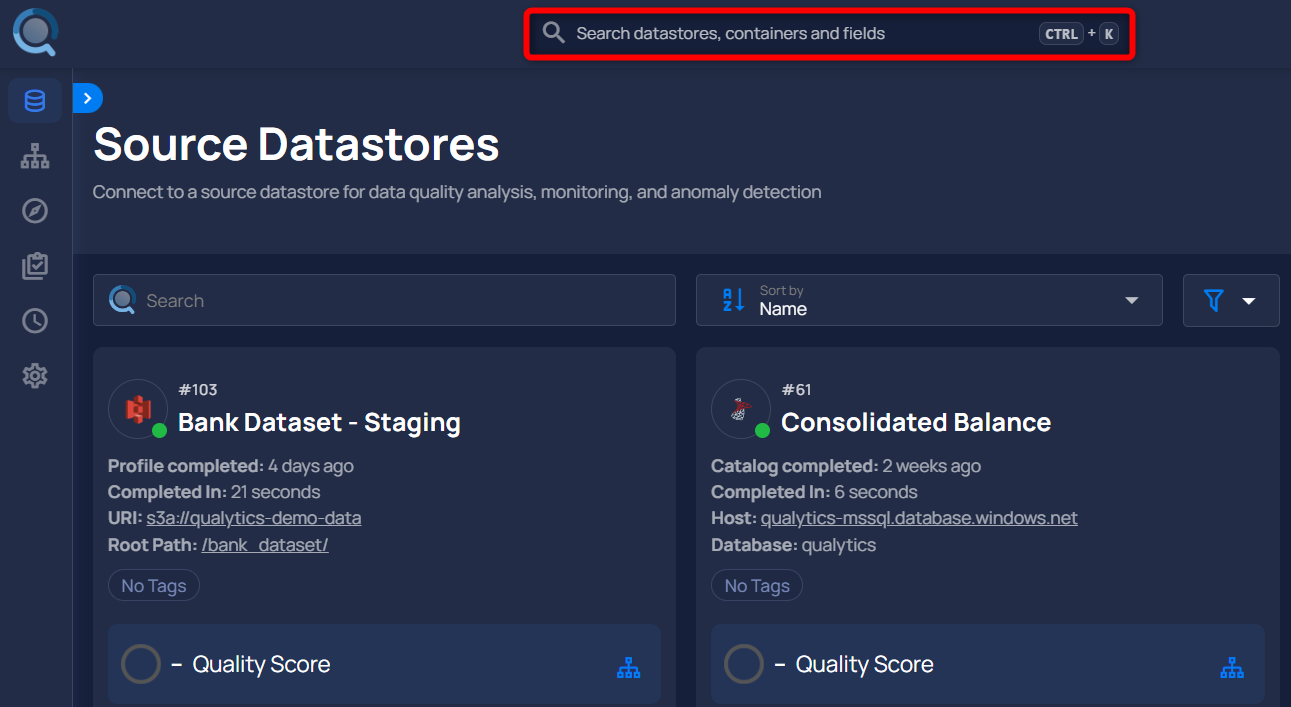 Search datastores, containers and fields CTRL + K
Source Datastores
Connect to a source datastore for data quality analysis, monitoring, and anomaly detection
Search
Sort by
Name
#103
Bank Dataset - Staging
Profile completed: 4 days ago
Completed In: 21 seconds
URI: s3a://qualytics-demo-data
Root Path: /bank_dataset/
No Tags
– Quality Score
#61
Consolidated Balance
Catalog completed: 2 weeks ago
Completed In: 6 seconds
Host: qualytics-mssql.database.windows.net
Database: qualytics
No Tags
– Quality Score